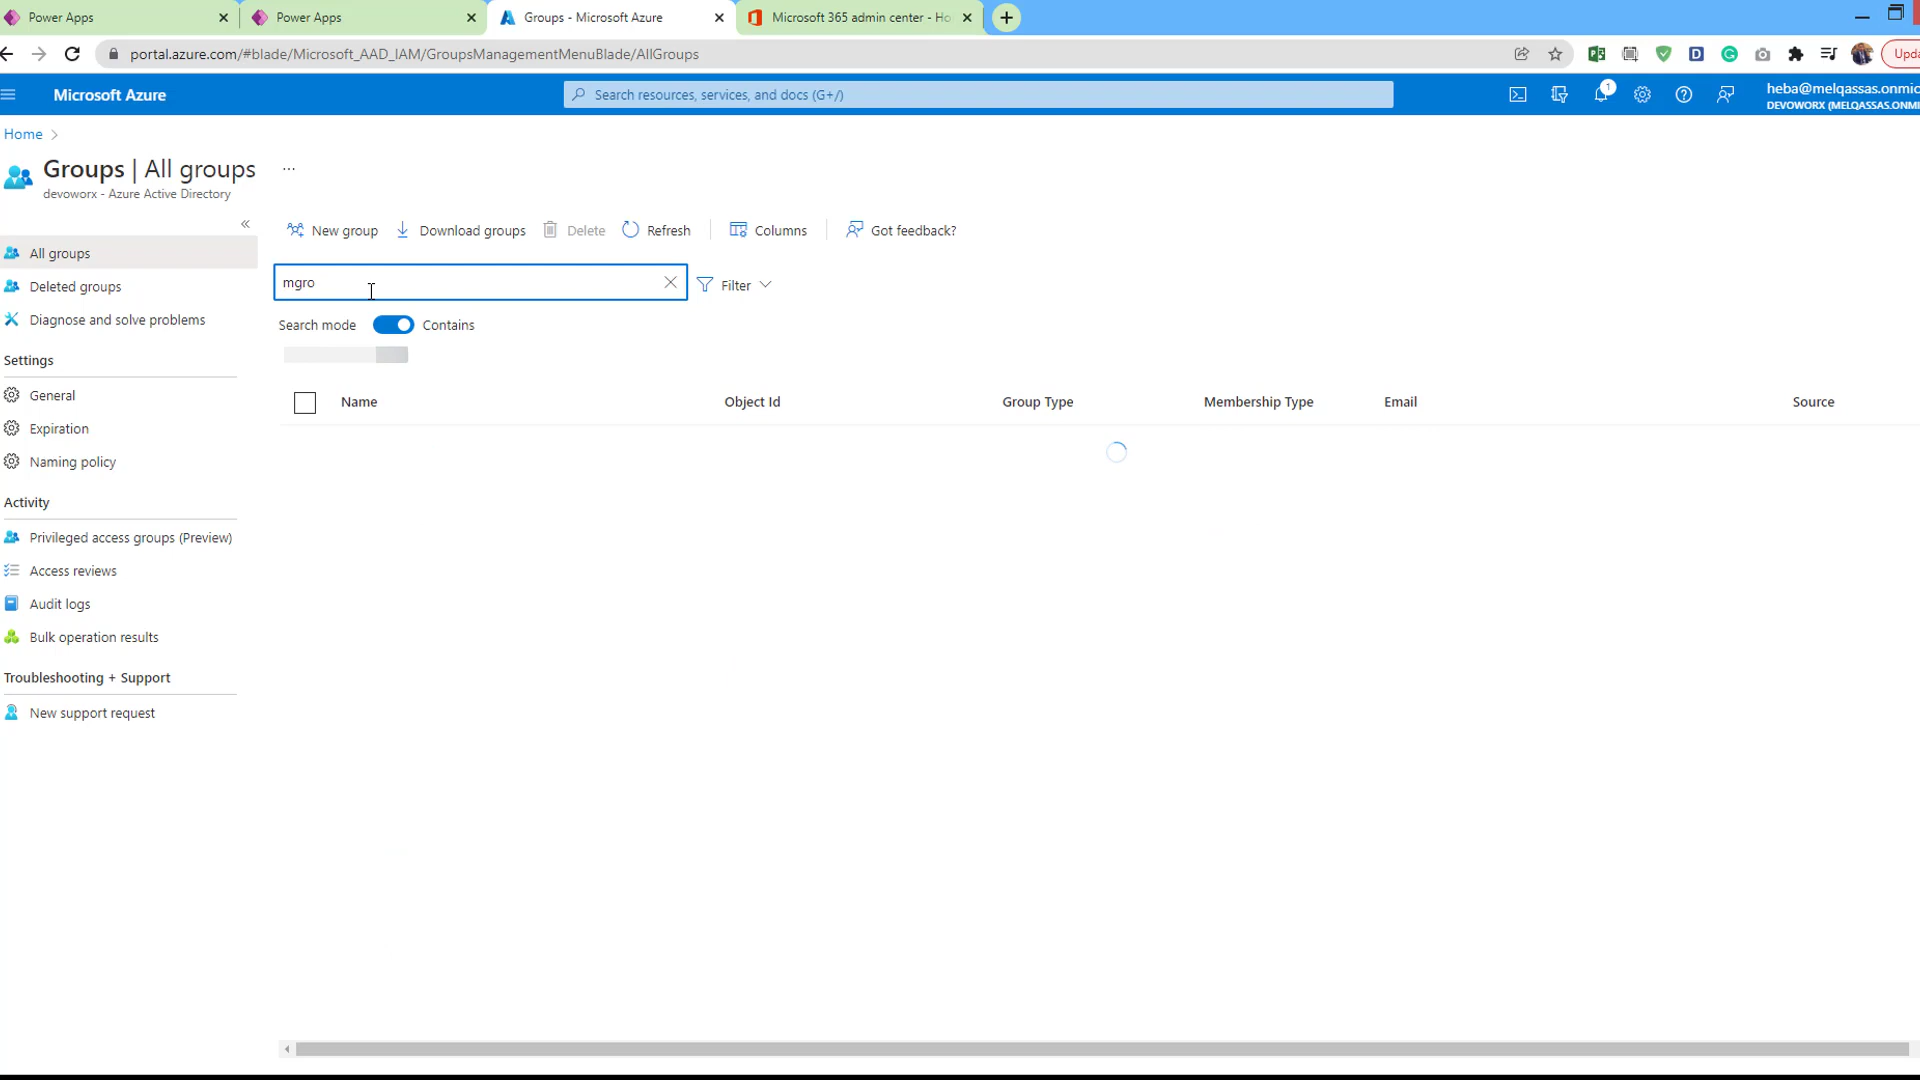 Power Apps
Power Apps
Groups - Microsoft Azure
Microsoft 365 admin center - Ho
portal.azure.com/#blade/Microsoft_AAD_IAM/GroupsManagementMenuBlade/AllGroups
Upda
Microsoft Azure
Search resources, services, and docs (G+/)
1
heba@melqassas.onmic
DEVOWORX (MELQASSAS.ONMI
Home
Groups | All groups
...
devoworx - Azure Active Directory
«
New group
Download groups
Delete
Refresh
Columns
Got feedback?
All groups
Deleted groups
Diagnose and solve problems
Settings
General
Expiration
Naming policy
Activity
Privileged access groups (Preview)
Access reviews
Audit logs
Bulk operation results
Troubleshooting + Support
New support request
mgro
Filter
Search mode
Contains
Name
Object Id
Group Type
Membership Type
Email
Source